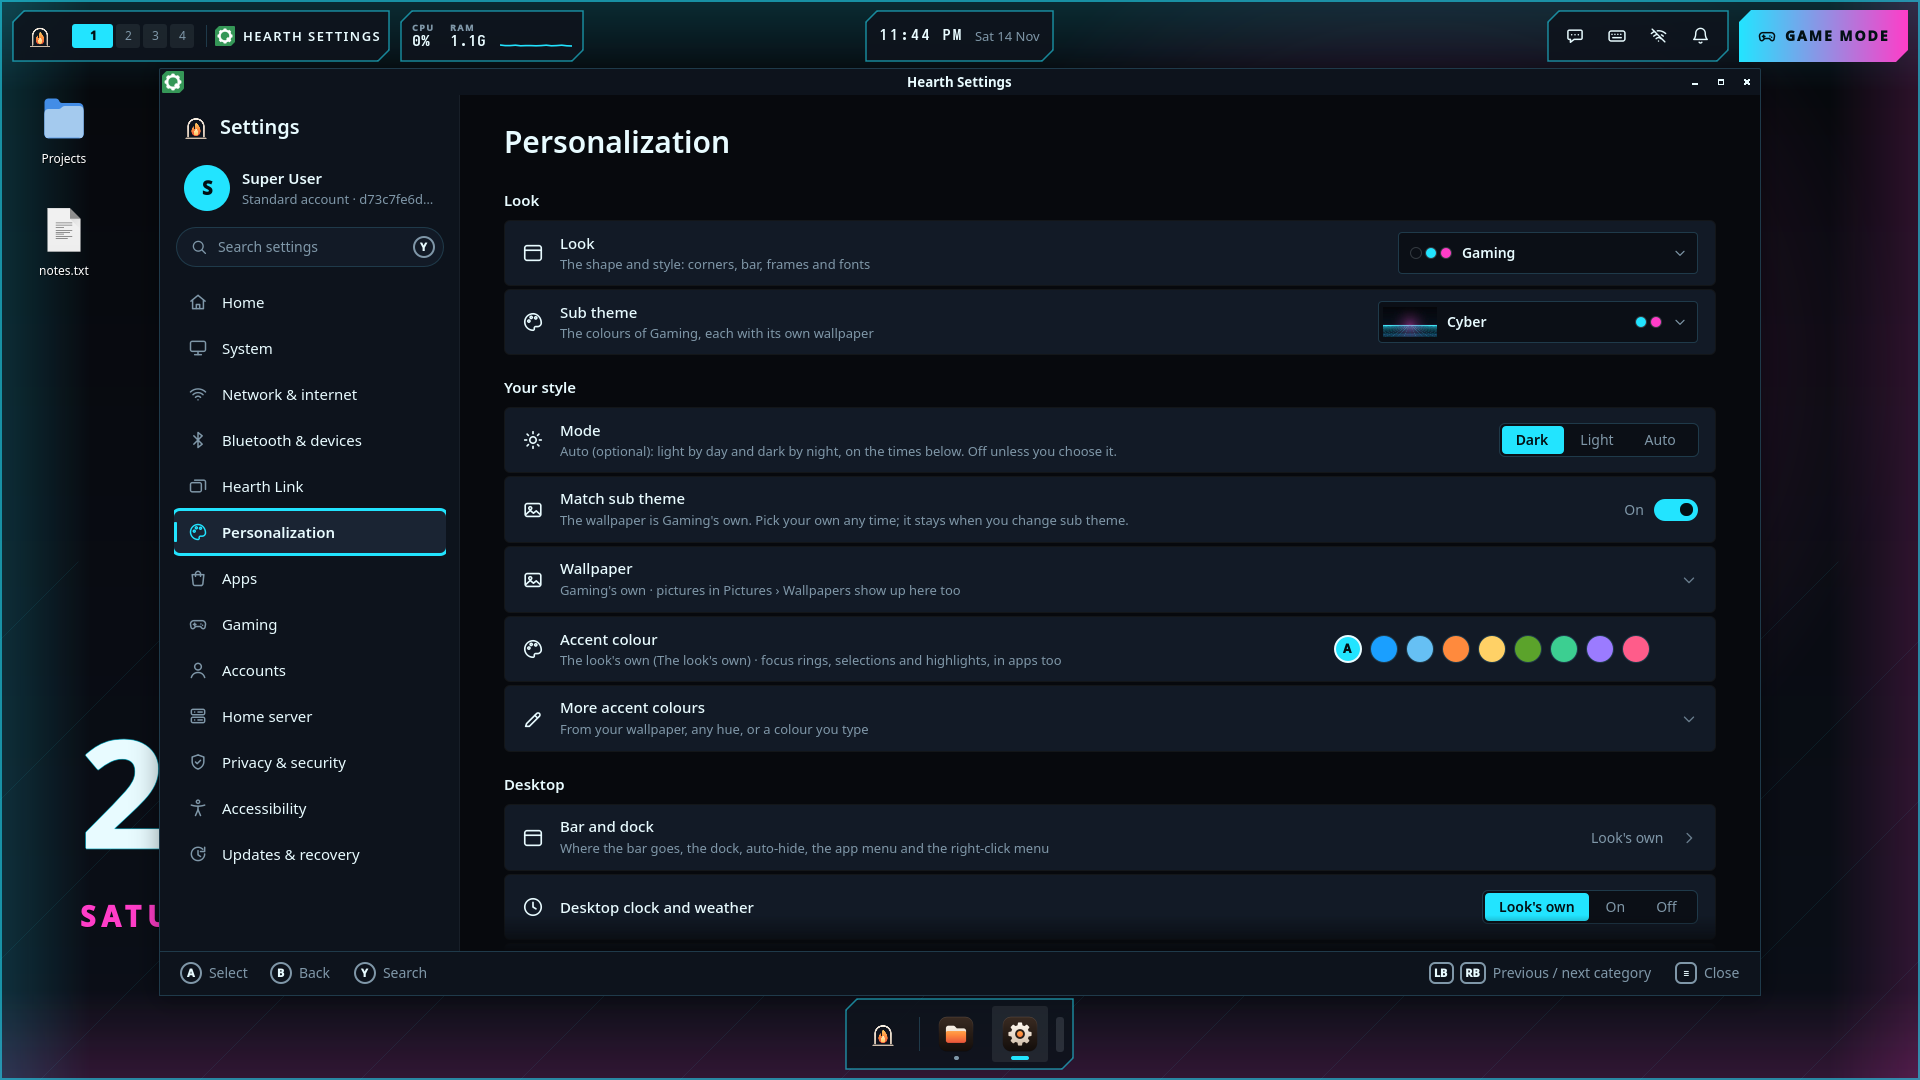 1 2 3 4 HEARTH SETTINGS
CPU RAM
0% 1.1G
11:44 PM Sat 14 Nov
GAME MODE
Hearth Settings
Projects
notes.txt
2
SATU
Settings
S
Super User
Standard account · d73c7fe6d...
Search settings Y
Home
System
Network & internet
Bluetooth & devices
Hearth Link
Personalization
Apps
Gaming
Accounts
Home server
Privacy & security
Accessibility
Updates & recovery
Personalization
Look
Look
The shape and style: corners, bar, frames and fonts
Gaming
Sub theme
The colours of Gaming, each with its own wallpaper
Cyber
Your style
Mode
Auto (optional): light by day and dark by night, on the times below. Off unless you choose it.
Dark Light Auto
Match sub theme
The wallpaper is Gaming's own. Pick your own any time; it stays when you change sub theme.
On
Wallpaper
Gaming's own · pictures in Pictures › Wallpapers show up here too
Accent colour
The look's own (The look's own) · focus rings, selections and highlights, in apps too
A
More accent colours
From your wallpaper, any hue, or a colour you type
Desktop
Bar and dock
Where the bar goes, the dock, auto-hide, the app menu and the right-click menu
Look's own
Desktop clock and weather
Look's own On Off
A Select B Back Y Search
LB RB Previous / next category Close